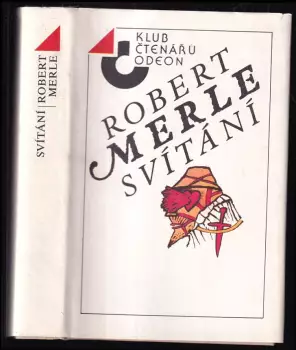 SVÍTÁNÍ
ROBERT
MERLE
KLUB
ČTENÁŘŮ
ODEON
ROBERT
MERLE
SVÍTÁNÍ